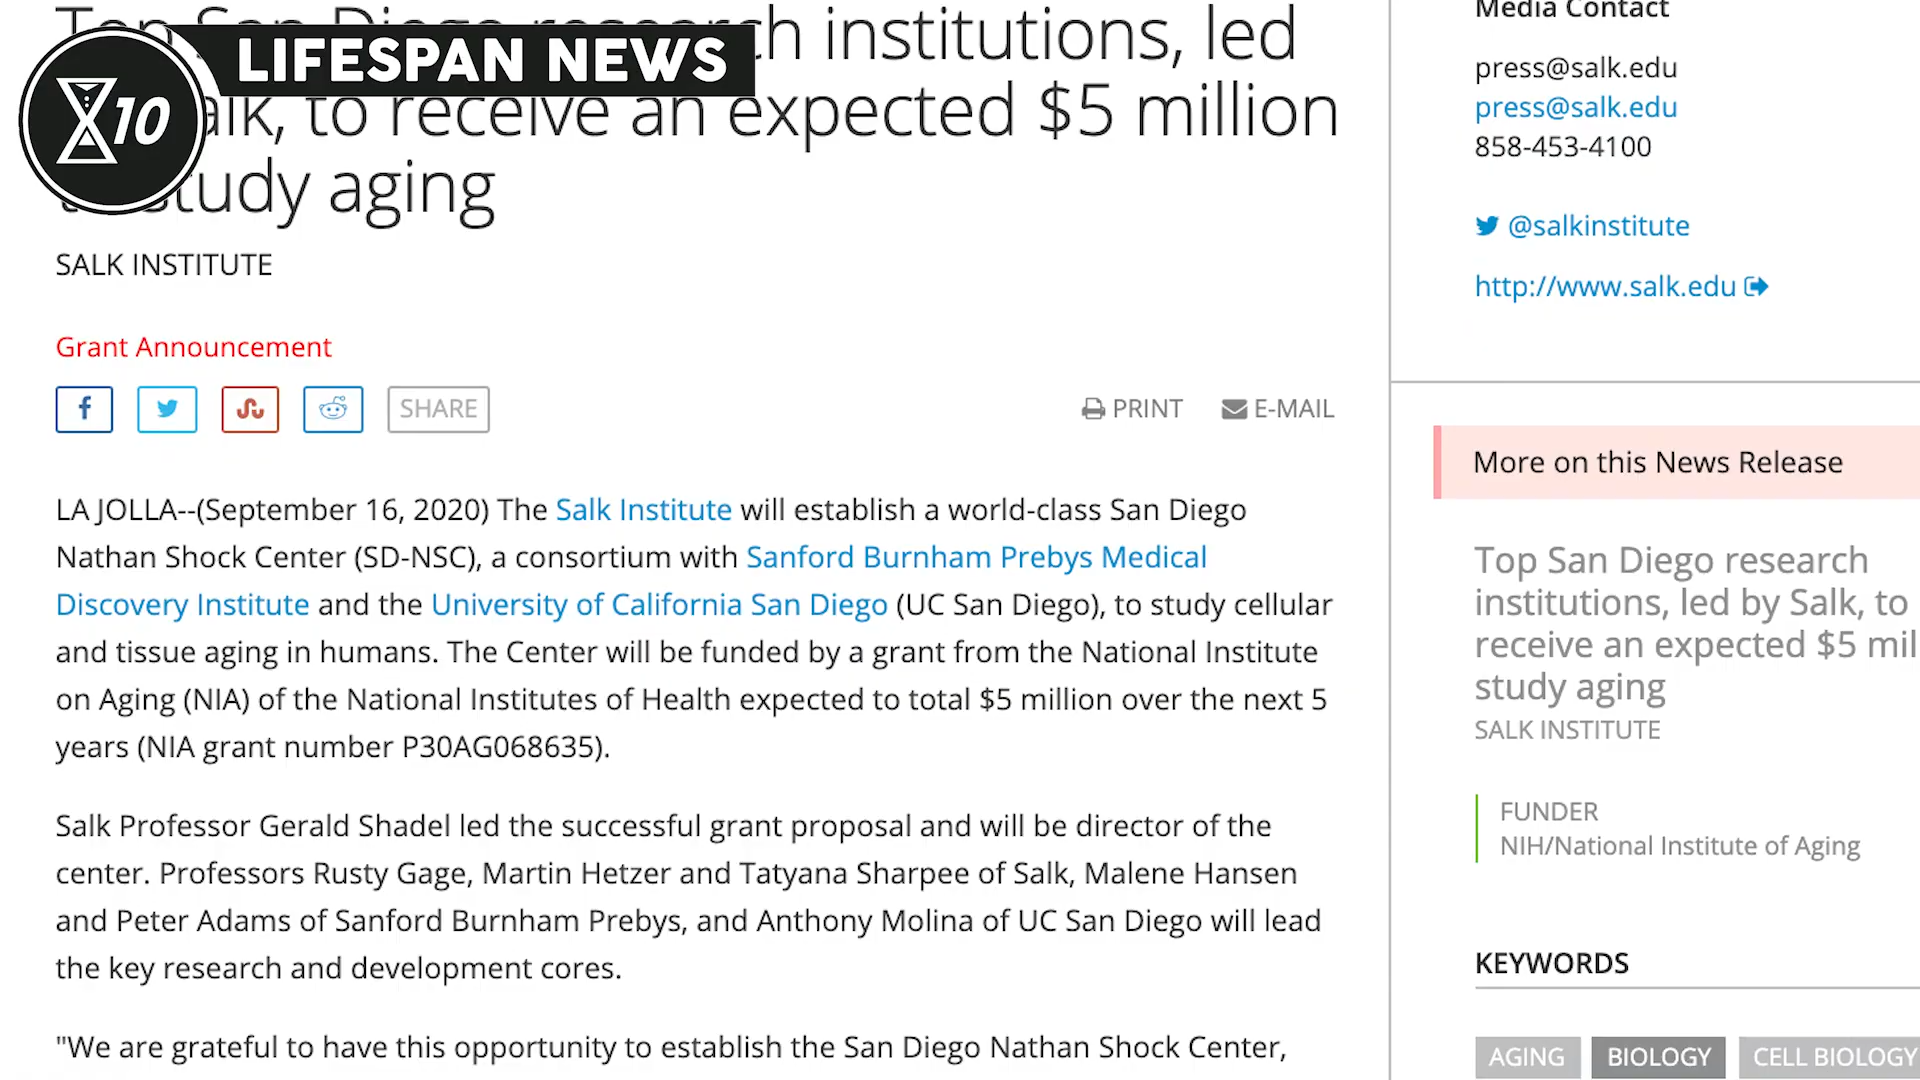 LIFESPAN NEWS
X10
institutions, led
to receive an expected $5 million
study aging
SALK INSTITUTE
Grant Announcement
SHARE
PRINT
E-MAIL
LA JOLLA--(September 16, 2020) The Salk Institute will establish a world-class San Diego
Nathan Shock Center (SD-NSC), a consortium with Sanford Burnham Prebys Medical
Discovery Institute and the University of California San Diego (UC San Diego), to study cellular
and tissue aging in humans. The Center will be funded by a grant from the National Institute
on Aging (NIA) of the National Institutes of Health expected to total $5 million over the next 5
years (NIA grant number P30AG068635).
Salk Professor Gerald Shadel led the successful grant proposal and will be director of the
center. Professors Rusty Gage, Martin Hetzer and Tatyana Sharpee of Salk, Malene Hansen
and Peter Adams of Sanford Burnham Prebys, and Anthony Molina of UC San Diego will lead
the key research and development cores.
"We are grateful to have this opportunity to establish the San Diego Nathan Shock Center,
Media Contact
press@salk.edu
press@salk.edu
858-453-4100
@salkinstitute
http://www.salk.edu
More on this News Release
Top San Diego research
institutions, led by Salk, to
receive an expected $5 mil
study aging
SALK INSTITUTE
FUNDER
NIH/National Institute of Aging
KEYWORDS
AGING
BIOLOGY
CELL BIOLOGY